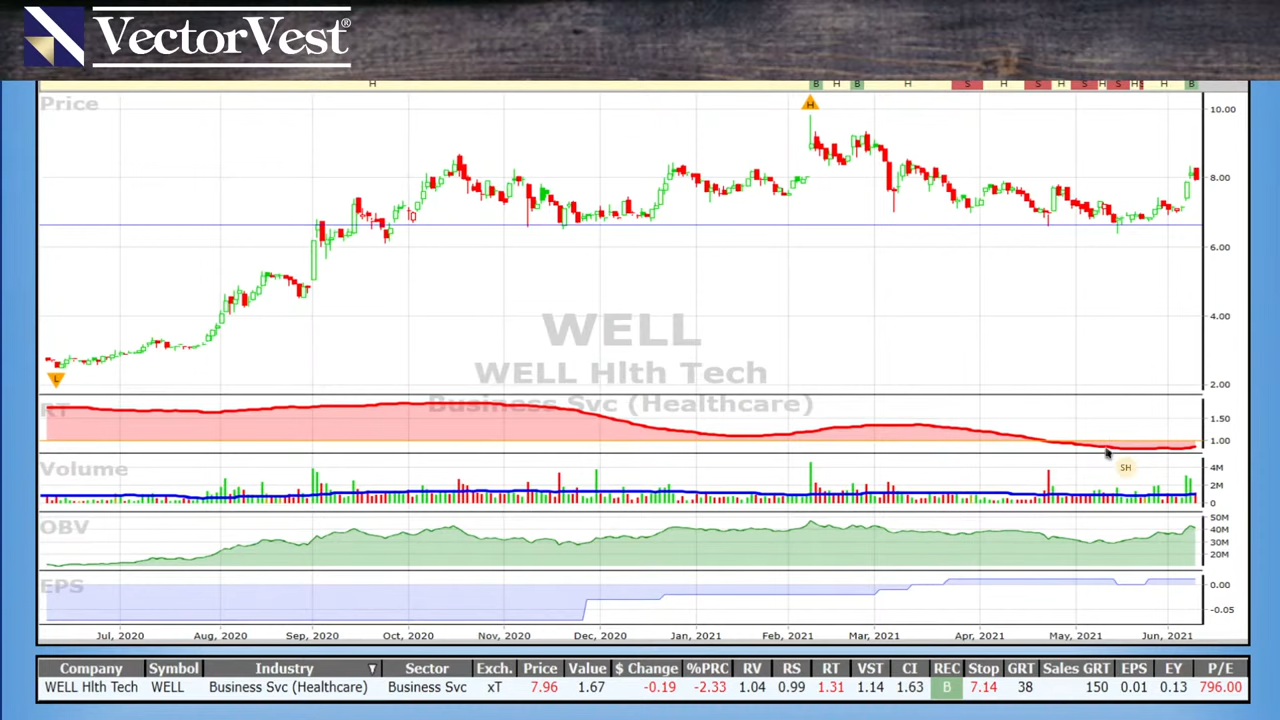 VectorVest®
H B H B H S H S H S H S H H B
Price
H
10.00
8.00
6.00
4.00
2.00
L
WELL
WELL Hlth Tech
Business Svc (Healthcare)
RT
1.50
1.00
SH
Volume
4M
2M
0
OBV
50M
30M
20M
EPS
0.00
-0.05
Jul, 2020 Aug, 2020 Sep, 2020 Oct, 2020 Nov, 2020 Dec, 2020 Jan, 2021 Feb, 2021 Mar, 2021 Apr, 2021 May, 2021 Jun, 2021
Company Symbol Industry Sector Exch. Price Value $ Change %PRC RV RS RT VST CI REC Stop GRT Sales GRT EPS EY P/E
WELL Hlth Tech WELL Business Svc (Healthcare) Business Svc xT 7.96 1.67 -0.19 -2.33 1.04 0.99 1.31 1.14 1.63 B 7.14 38 150 0.01 0.13 796.00